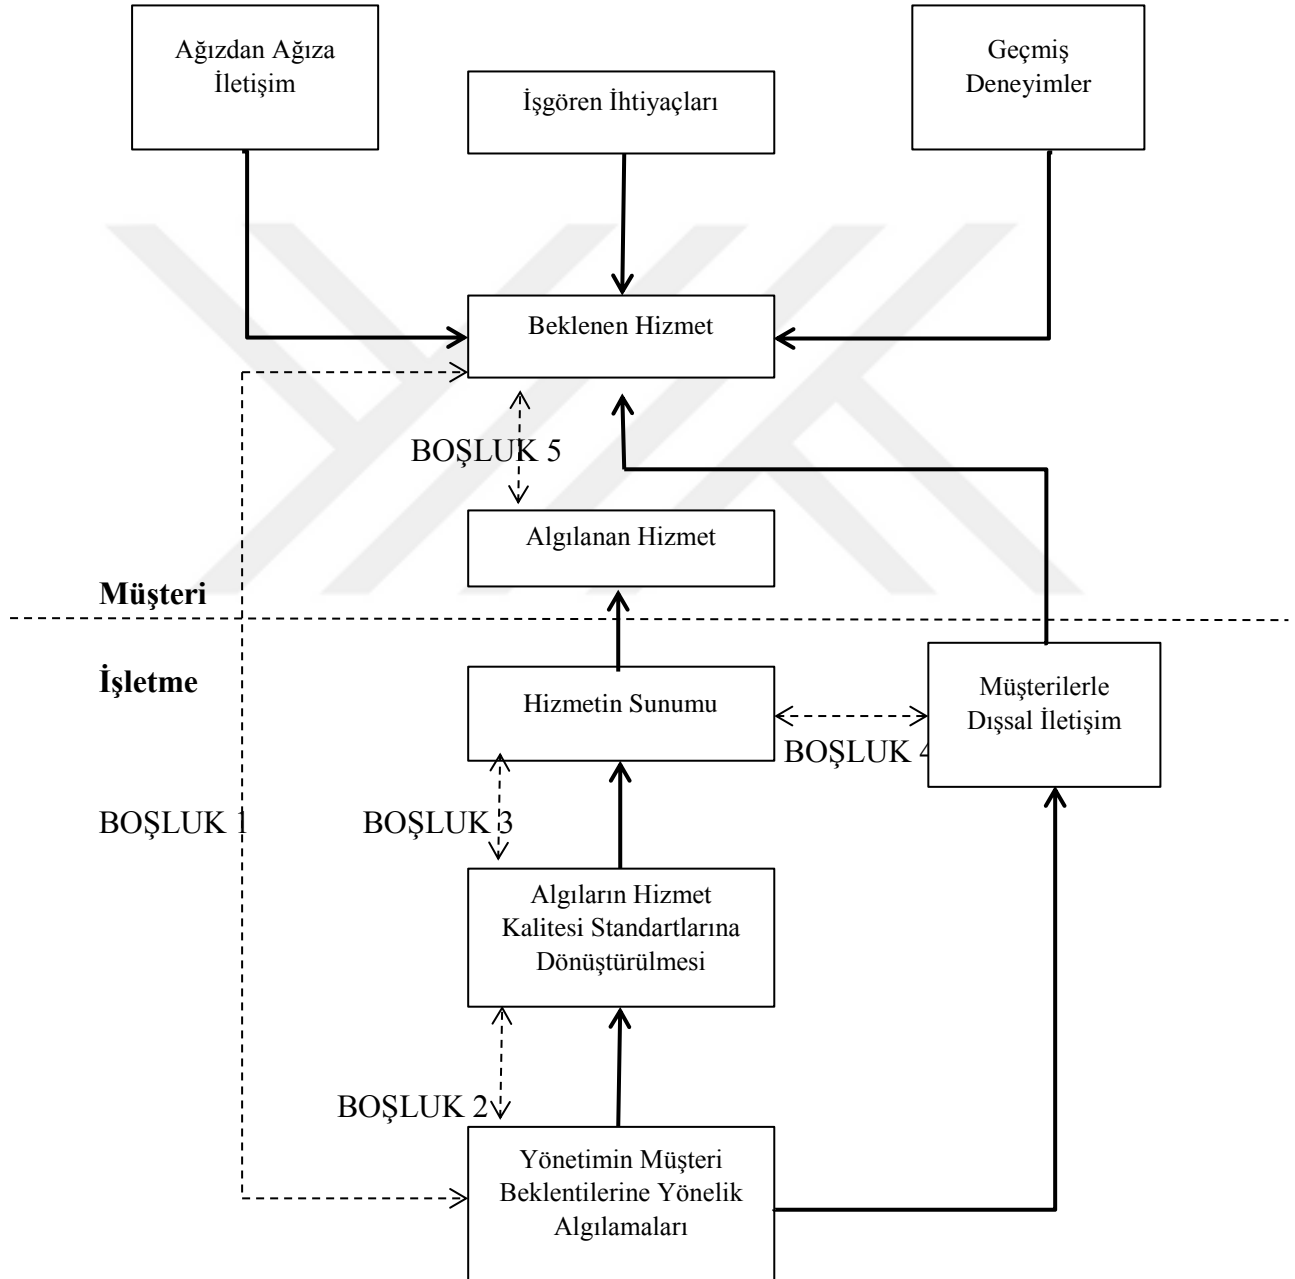 Ağızdan Ağıza
İletişim
İşgören İhtiyaçları
Geçmiş
Deneyimler
Beklenen Hizmet
BOŞLUK 5
Algılanan Hizmet
Müşteri
İşletme
Hizmetin Sunumu
Müşterilerle
Dışsal İletişim
BOŞLUK 4
BOŞLUK 1
BOŞLUK 3
Algıların Hizmet
Kalitesi Standartlarına
Dönüştürülmesi
BOŞLUK 2
Yönetimin Müşteri
Beklentilerine Yönelik
Algılamaları